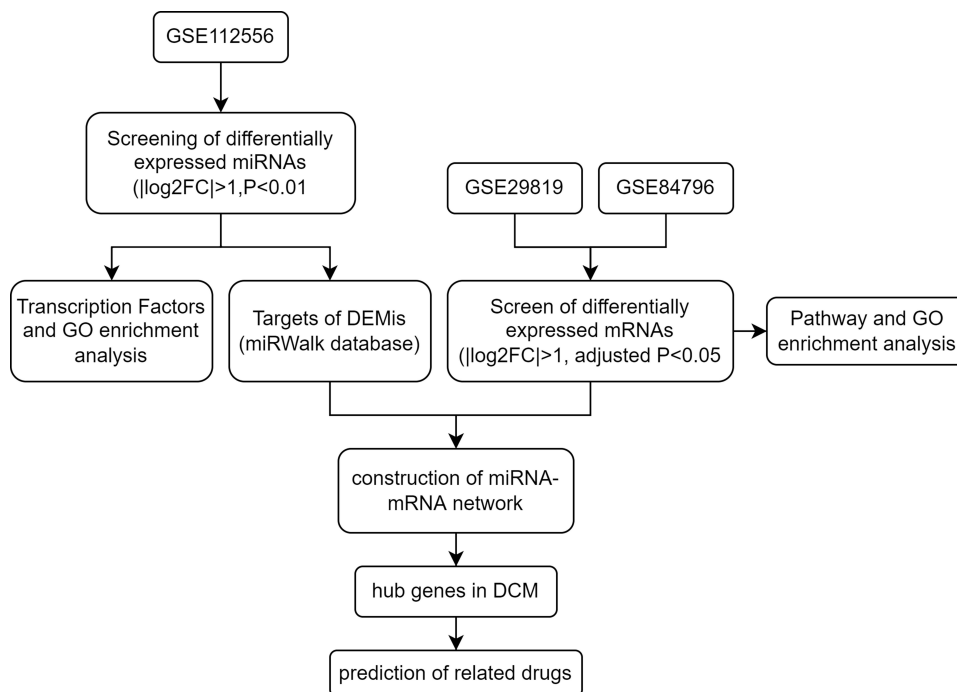 GSE112556
Screening of differentially
expressed miRNAs
(|log2FC|>1,P<0.01
GSE29819
GSE84796
Transcription Factors
and GO enrichment
analysis
Targets of DEMis
(miRWalk database)
Screen of differentially
expressed mRNAs
(|log2FC|>1, adjusted P<0.05
Pathway and GO
enrichment analysis
construction of miRNA-
mRNA network
hub genes in DCM
prediction of related drugs